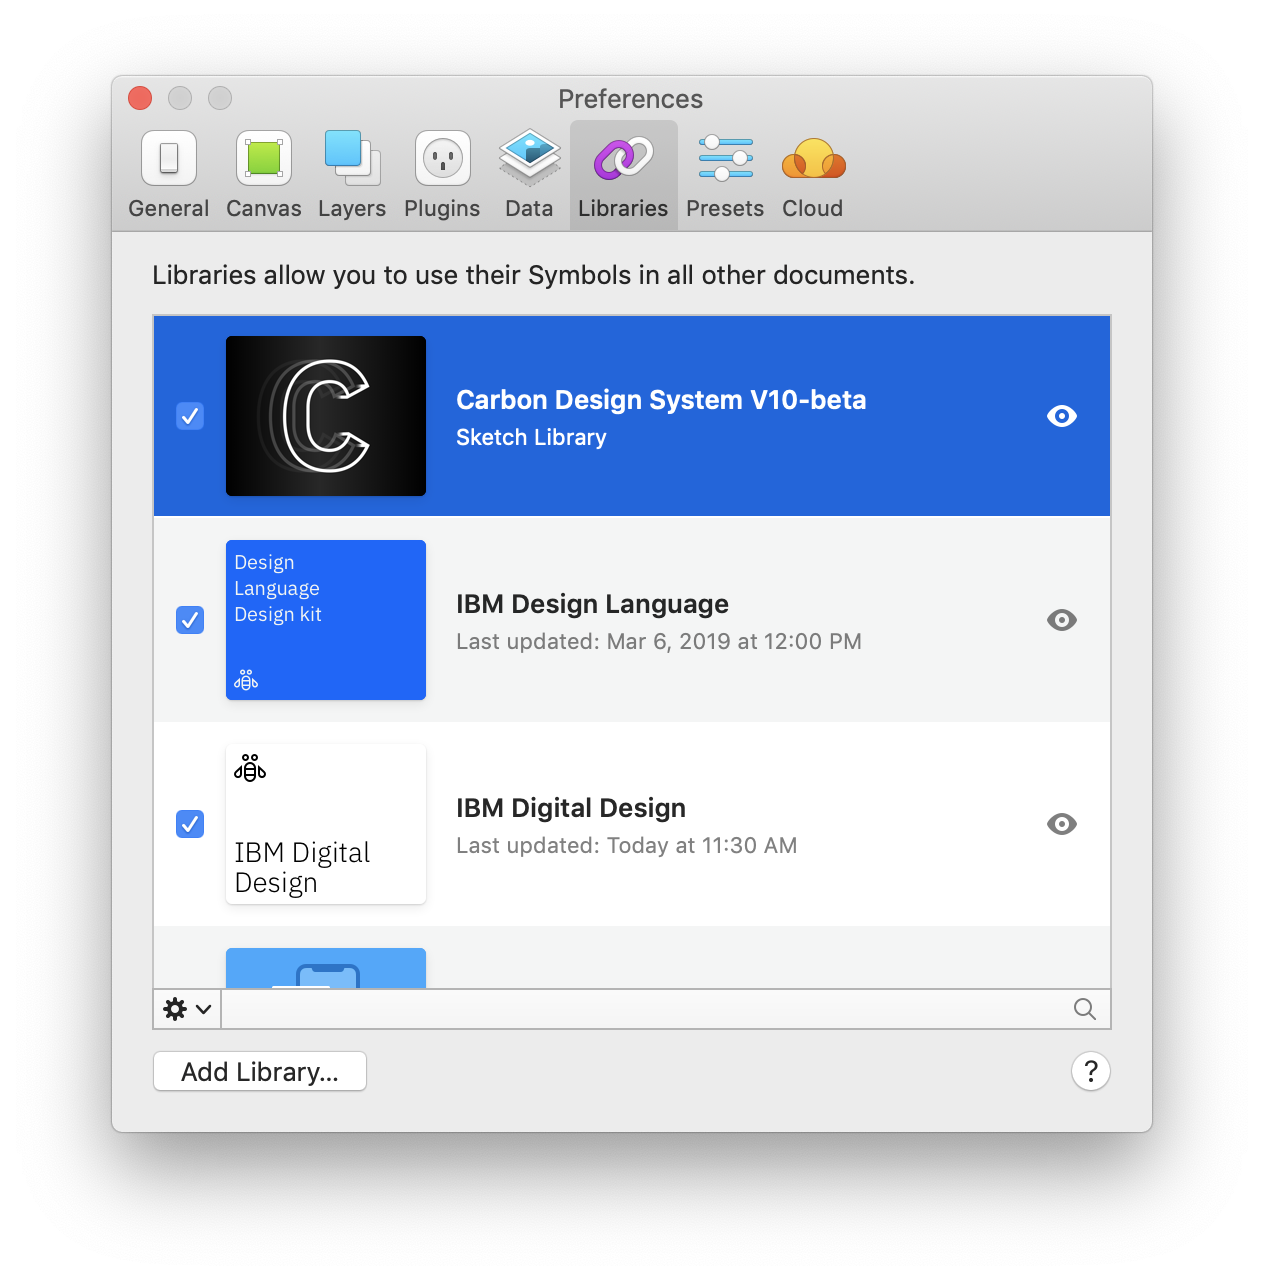 Preferences
General Canvas Layers Plugins Data Libraries Presets Cloud
Libraries allow you to use their Symbols in all other documents.
C
Carbon Design System V10-beta
Sketch Library
Design
Language
Design kit
IBM Design Language
Last updated: Mar 6, 2019 at 12:00 PM
IBM Digital
Design
IBM Digital Design
Last updated: Today at 11:30 AM
Add Library...
?